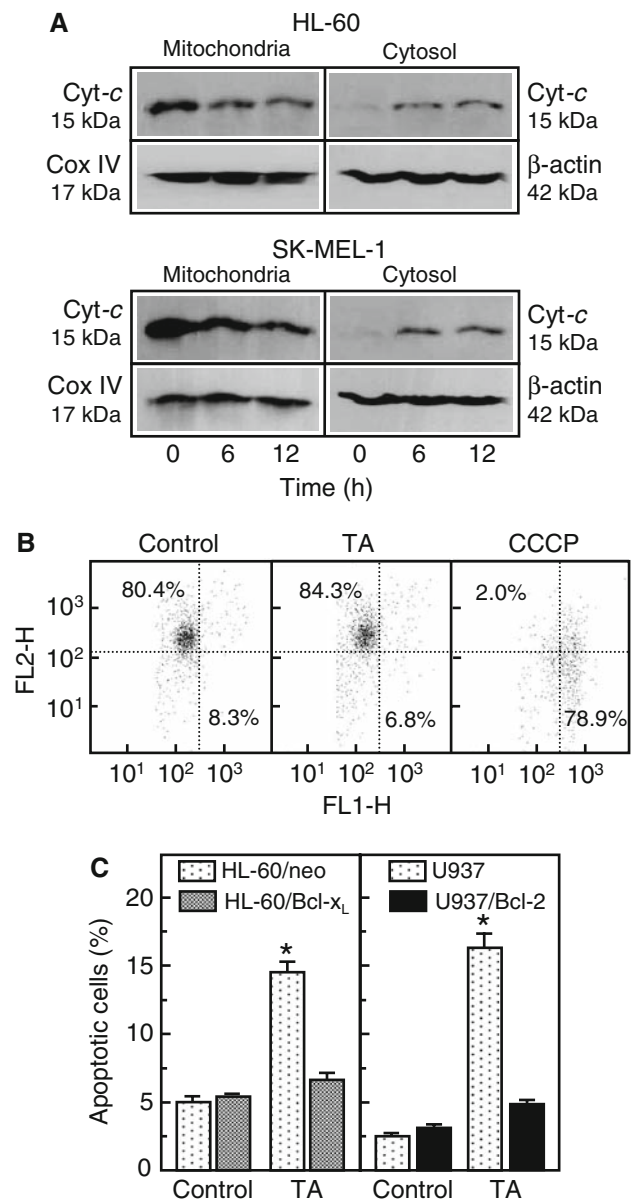 A
HL-60
Mitochondria Cytosol
Cyt-c
15 kDa
Cyt-c
15 kDa
Cox IV
17 kDa
β-actin
42 kDa
SK-MEL-1
Mitochondria Cytosol
Cyt-c
15 kDa
Cyt-c
15 kDa
Cox IV
17 kDa
β-actin
42 kDa
0 6 12 0 6 12
Time (h)
B
Control TA CCCP
80.4% 84.3% 2.0%
8.3% 6.8% 78.9%
FL2-H
10³
10²
10¹
10¹ 10² 10³ 10¹ 10² 10³ 10¹ 10² 10³
FL1-H
C
HL-60/neo
HL-60/Bcl-xL
U937
U937/Bcl-2
* *
Apoptotic cells (%)
20
15
10
5
0
Control TA Control TA